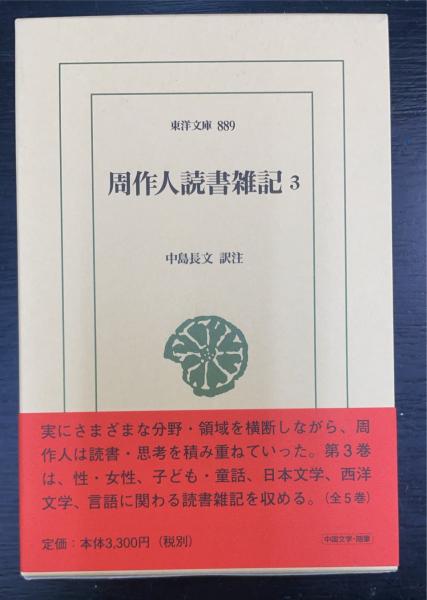 東洋文庫 889
周作人読書雑記 3
中島長文 訳注
実にさまざまな分野・領域を横断しながら、周
作人は読書・思考を積み重ねていった。第3巻
は、性・女性、子ども・童話、日本文学、西洋
文学、言語に関わる読書雑記を収める。（全5巻）
定価：本体3,300円（税別）
中国文学・随筆